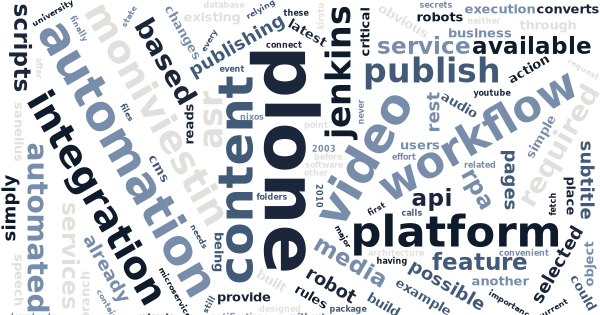 university
scripts
finally
state
database
relying
these
existing
every
latest
publishing
changes
moniviestin
based
connect
jenkins
critical
obvious
secrets
neither
robots
execution
converts
through
business
service
available
publish
action
request
youtube
automation
integration
after
sanellus
files
cms
reads
asr
event
nixos
content
plone
point
2003
before
software
other
2010
folders
never
video
rest
audio
users
effort
workflow
simple
required
related
rpa
pages
subtitle
place
fetch
automated
simply
services
speech
branch
already
needs
being
microservice
still
provide
built
designed
first
calls
api
major
platform
architecture
having
media
robot
rules
package
build
example
possible
feature
convenient
another
selected
object
could
important
current